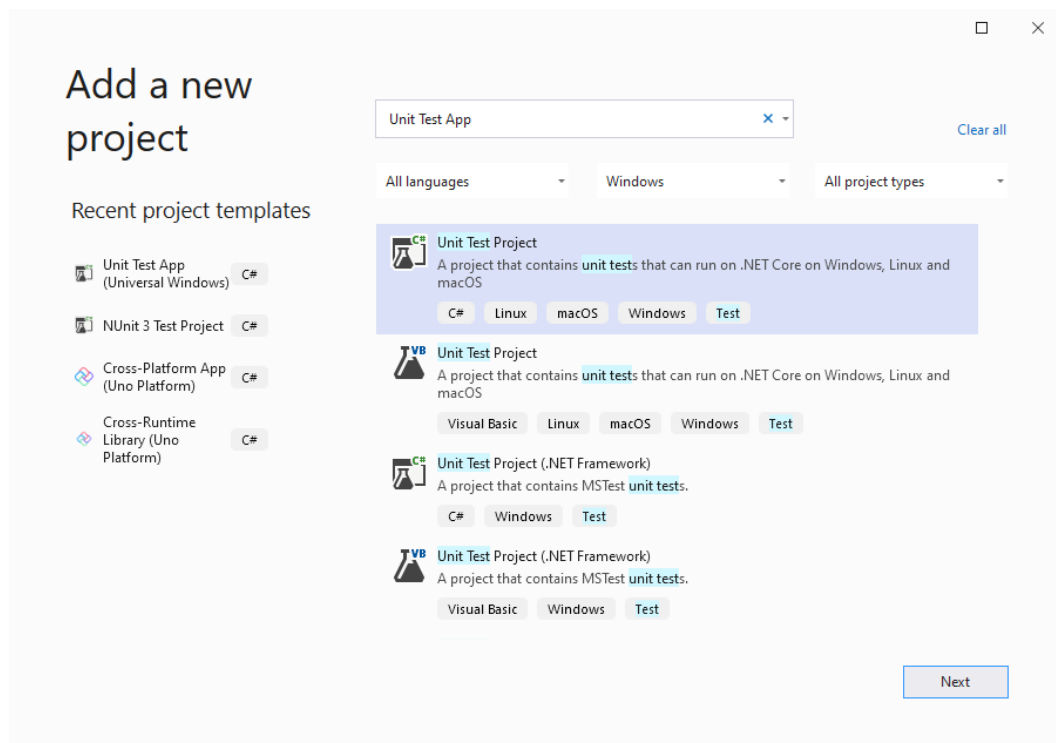 Add a new
project
Unit Test App
Clear all
All languages
Windows
All project types
Recent project templates
Unit Test App
(Universal Windows)
C#
NUnit 3 Test Project
C#
Cross-Platform App
(Uno Platform)
C#
Cross-Runtime
Library (Uno
Platform)
C#
C#
Unit Test Project
A project that contains unit tests that can run on .NET Core on Windows, Linux and
macOS
C# Linux macOS Windows Test
VB
Unit Test Project
A project that contains unit tests that can run on .NET Core on Windows, Linux and
macOS
Visual Basic Linux macOS Windows Test
C#
Unit Test Project (.NET Framework)
A project that contains MSTest unit tests.
C# Windows Test
VB
Unit Test Project (.NET Framework)
A project that contains MSTest unit tests.
Visual Basic Windows Test
Next